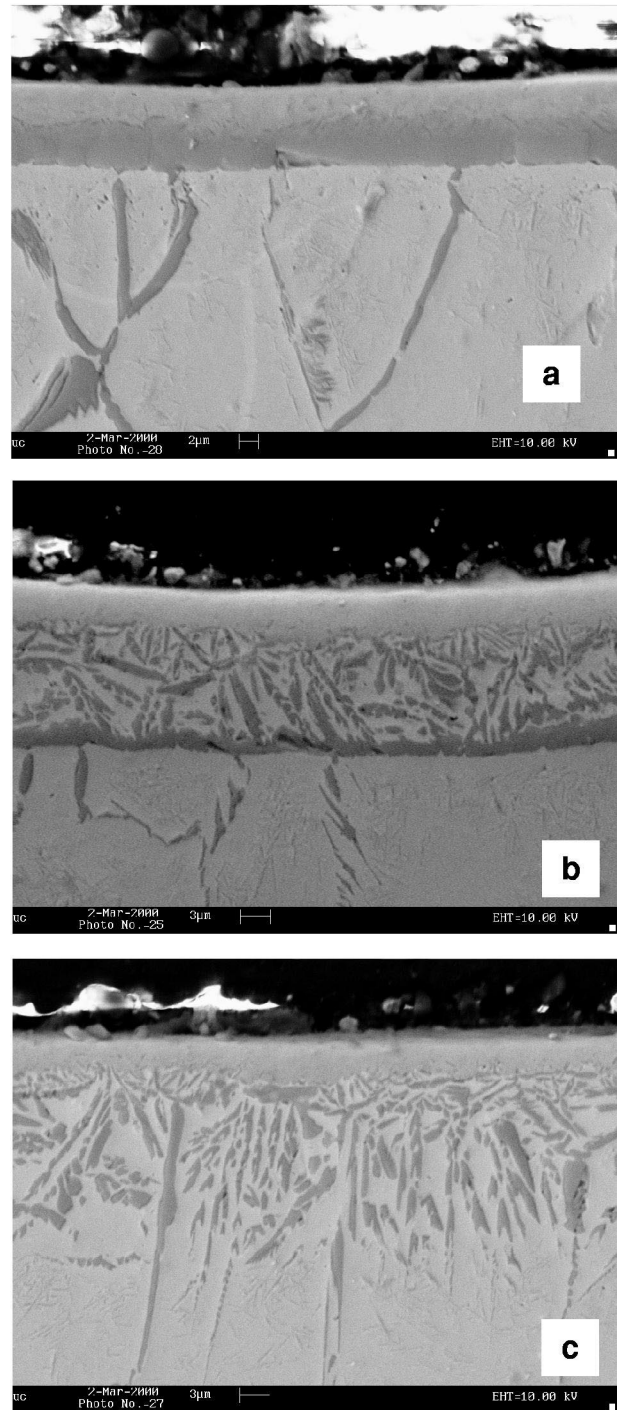 a
uc 2-Mar-2000 2µm EHT=10.00 kV
Photo No.=28
b
uc 2-Mar-2000 3µm EHT=10.00 kV
Photo No.=25
c
uc 2-Mar-2000 3µm EHT=10.00 kV
Photo No.=27